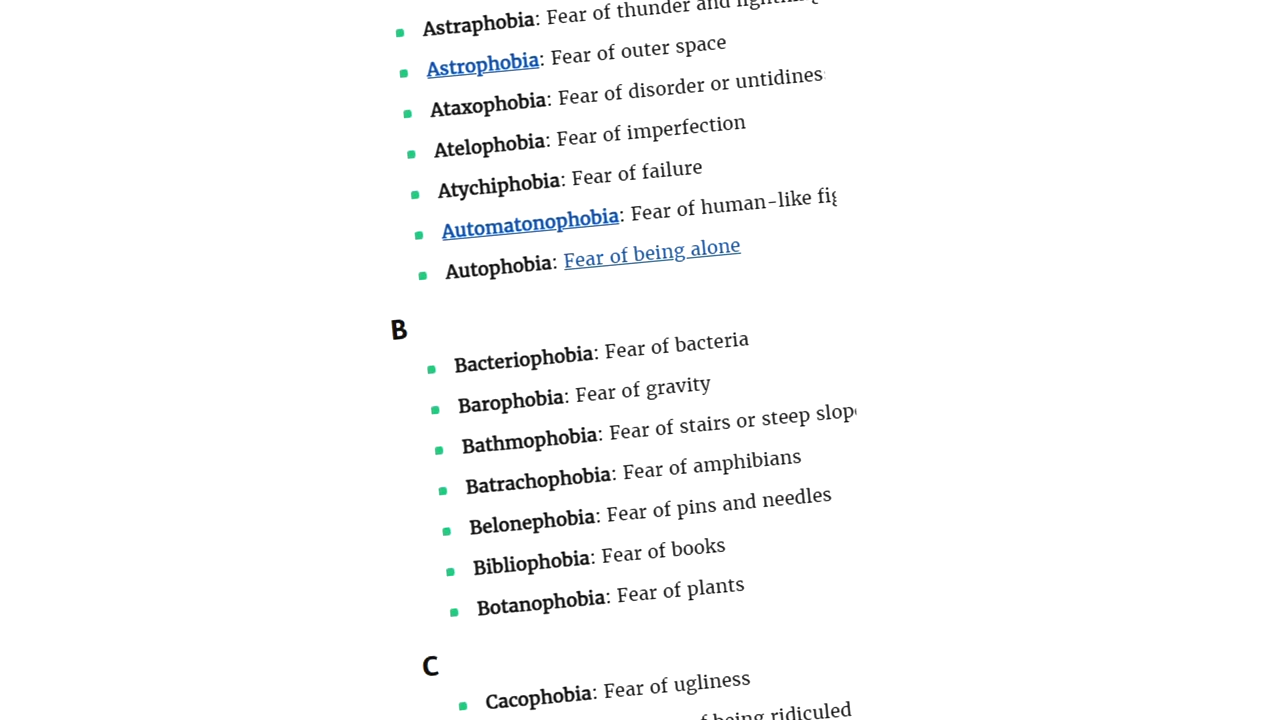 Astraphobia: Fear of thunder and
Astrophobia: Fear of outer space
Ataxophobia: Fear of disorder or
Atelophobia: Fear of imperfection
Atychiphobia: Fear of failure
Automatonophobia: Fear of human-like
Autophobia: Fear of being alone
B
Bacteriophobia: Fear of bacteria
Barophobia: Fear of gravity
Bathmophobia: Fear of stairs or steep
Batrachophobia: Fear of amphibians
Belonephobia: Fear of pins and needles
Bibliophobia: Fear of books
Botanophobia: Fear of plants
C
Cacophobia: Fear of ugliness
being ridiculed